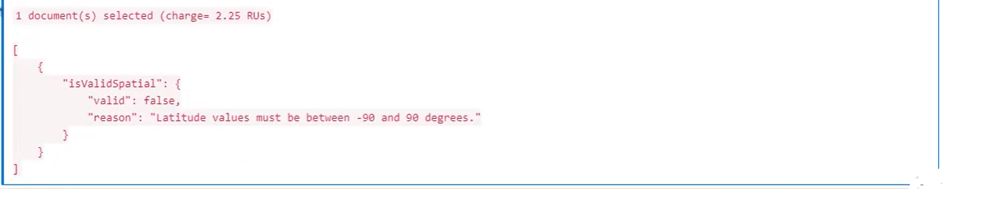 1 document(s) selected (charge= 2.25 RUs)
[
{
"isValidSpatial": {
"valid": false,
"reason": "Latitude values must be between -90 and 90 degrees."
}
}
]